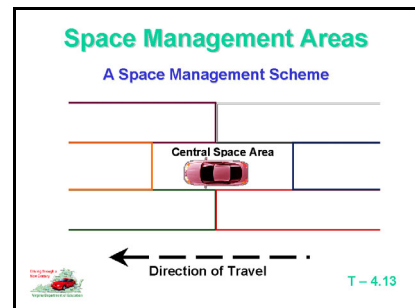 Space Management Areas
A Space Management Scheme
Central Space Area
Direction of Travel
T – 4.13